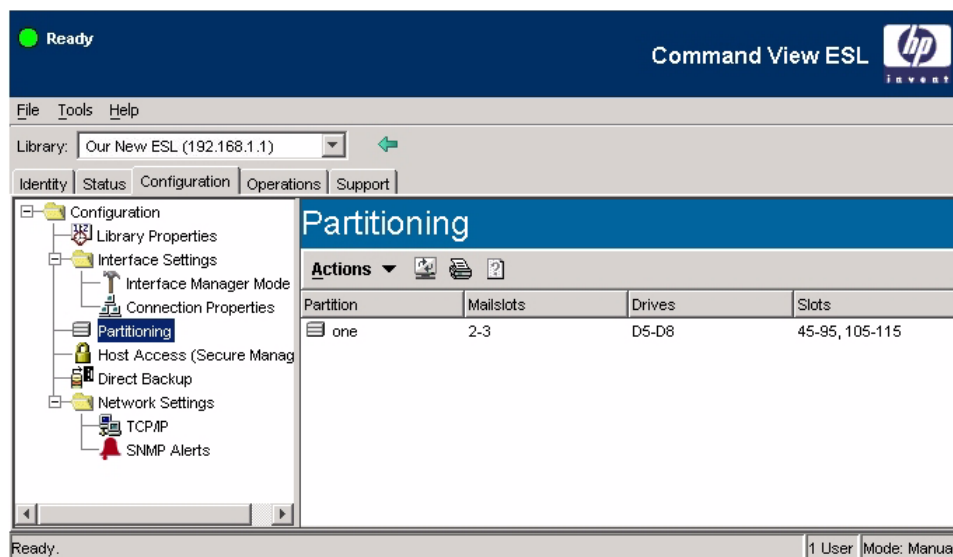 Ready
Command View ESL
hp
invent
File Tools Help
Library: Our New ESL (192.168.1.1)
Identity Status Configuration Operations Support
Configuration
Library Properties
Interface Settings
Interface Manager Mode
Connection Properties
Partitioning
Host Access (Secure Manag
Direct Backup
Network Settings
TCP/IP
SNMP Alerts
Partitioning
Actions
Partition Mailslots Drives Slots
one 2-3 D5-D8 45-95, 105-115
Ready. 1 User Mode: Manua